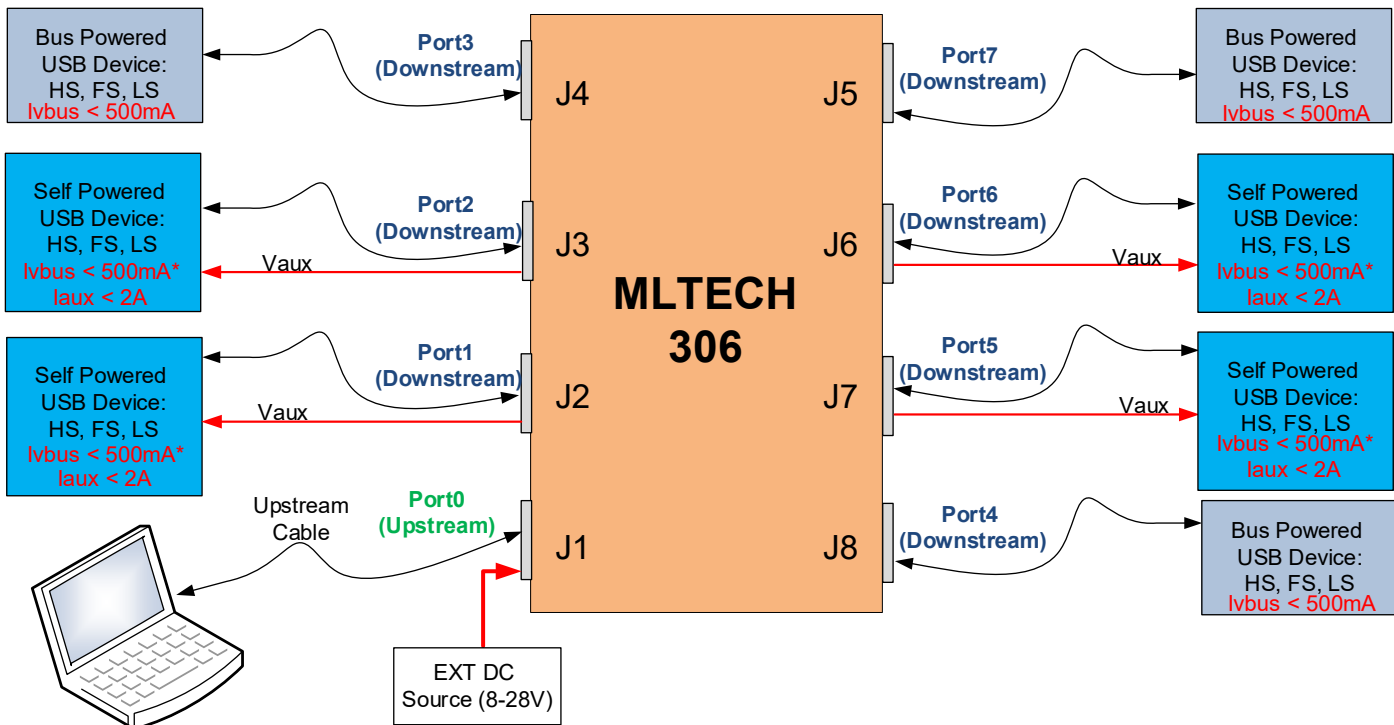 Bus Powered
USB Device:
HS, FS, LS
Ivbus < 500mA
Port3
(Downstream)
J4
Self Powered
USB Device:
HS, FS, LS
Ivbus < 500mA*
Iaux < 2A
Vaux
Port2
(Downstream)
J3
Self Powered
USB Device:
HS, FS, LS
Ivbus < 500mA*
Iaux < 2A
Vaux
Port1
(Downstream)
J2
Upstream
Cable
Port0
(Upstream)
J1
EXT DC
Source (8-28V)
MLTECH
306
J5
Port7
(Downstream)
Bus Powered
USB Device:
HS, FS, LS
Ivbus < 500mA
J6
Port6
(Downstream)
Vaux
Self Powered
USB Device:
HS, FS, LS
Ivbus < 500mA*
Iaux < 2A
J7
Port5
(Downstream)
Vaux
Self Powered
USB Device:
HS, FS, LS
Ivbus < 500mA*
Iaux < 2A
J8
Port4
(Downstream)
Bus Powered
USB Device:
HS, FS, LS
Ivbus < 500mA